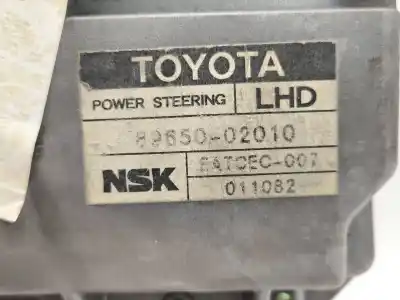 TOYOTA
POWER STEERING LHD
89650-02010
NSK EATCEC-007
011082